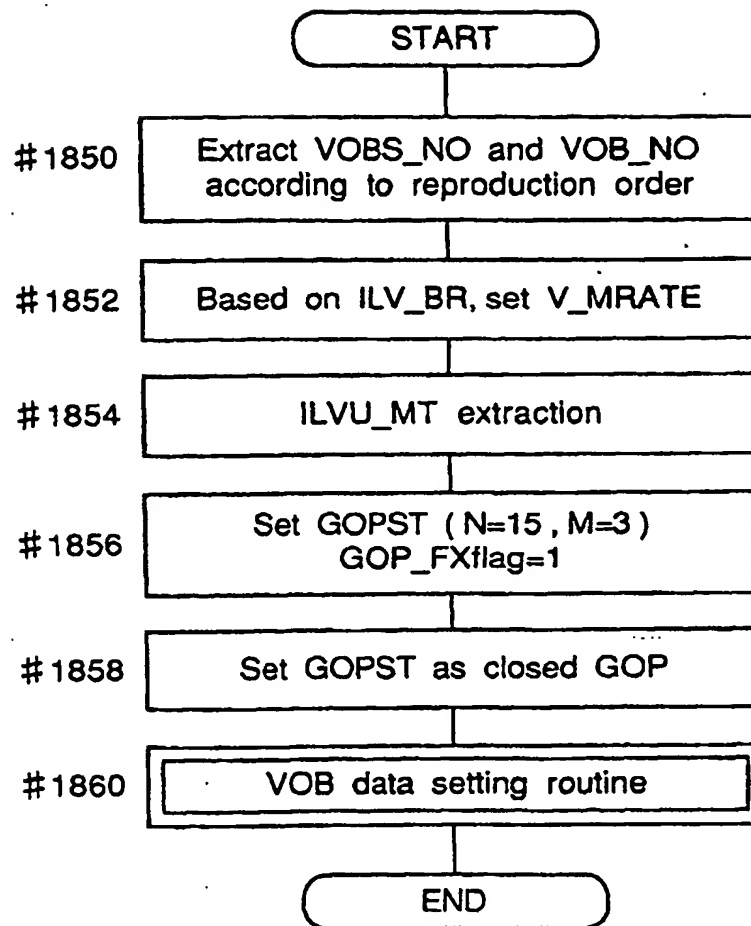 START
#1850
Extract VOBS_NO and VOB_NO
according to reproduction order
#1852
Based on ILV_BR, set V_MRATE
#1854
ILVU_MT extraction
#1856
Set GOPST (N=15, M=3)
GOP_FXflag=1
#1858
Set GOPST as closed GOP
#1860
VOB data setting routine
END